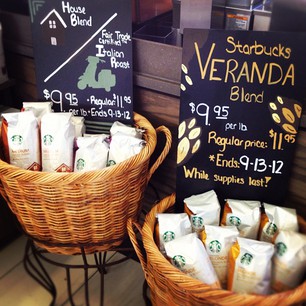 House
Blend
Fair Trade
Certified
Italian
Roast
$9.95
per lb
Regular
$11.95
Ends 9-13-12
Starbucks
VERANDA
Blend
$9.95
per lb
Regular price:
$11.95
*Ends: 9-13-12
While supplies last!*